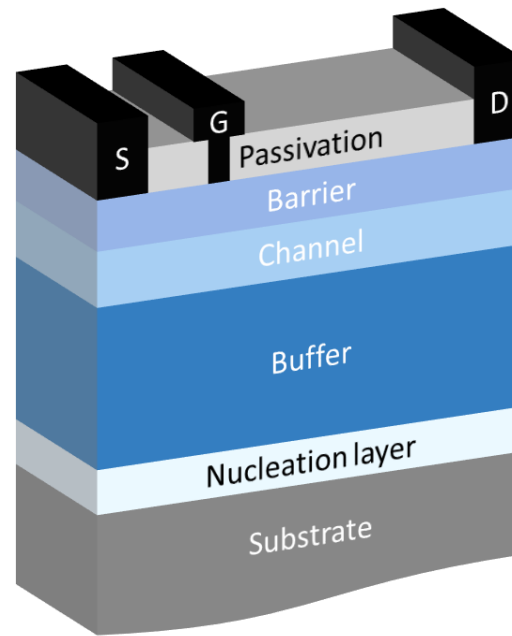 S
G
D
Passivation
Barrier
Channel
Buffer
Nucleation layer
Substrate